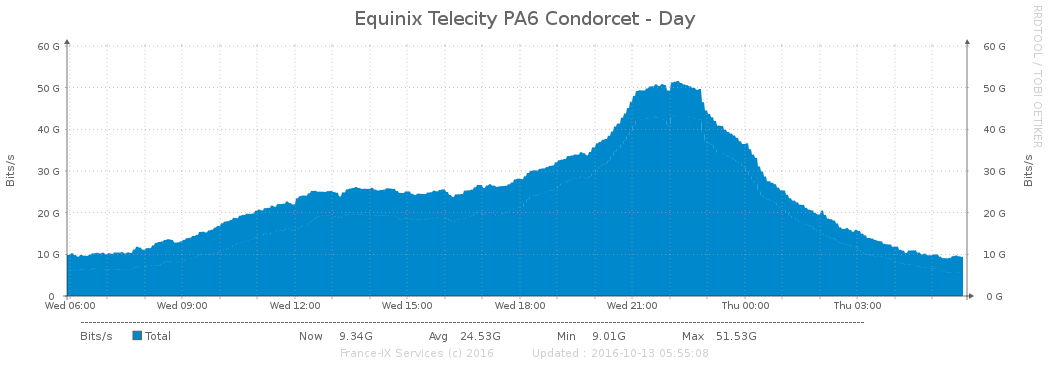 Equinix Telecity PA6 Condorcet - Day
RRDTOOL / TOBI OETIKER
Bits/s
60 G
50 G
40 G
30 G
20 G
10 G
0
60 G
50 G
40 G
30 G
20 G
10 G
0 G
Bits/s
Wed 06:00 Wed 09:00 Wed 12:00 Wed 15:00 Wed 18:00 Wed 21:00 Thu 00:00 Thu 03:00
Bits/s Total Now 9.34G Avg 24.53G Min 9.01G Max 51.53G
France-IX Services (c) 2016 Updated : 2016-10-13 05:55:08